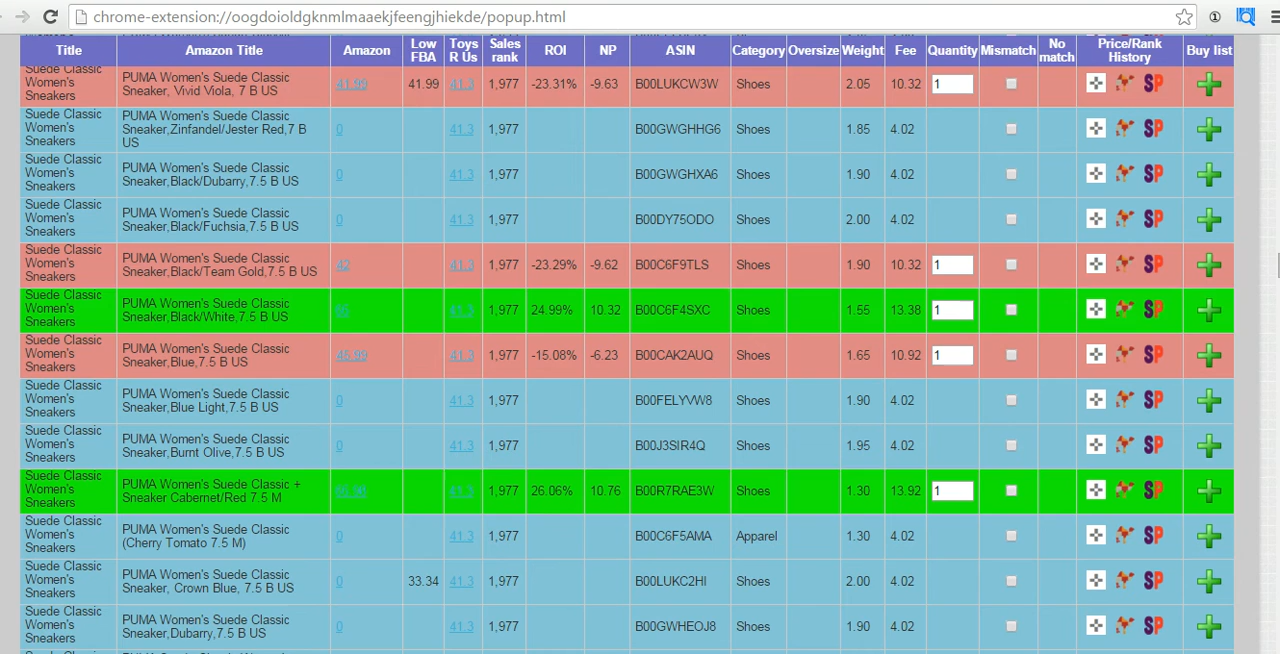 chrome-extension://oogdoioldgknmlmaaekjfeengjhiekde/popup.html
Title Amazon Title Amazon Low FBA Toys R Us Sales rank ROI NP ASIN Category Oversize Weight Fee Quantity Mismatch No match Price/Rank History Buy list
Suede Classic Women's Sneakers PUMA Women's Suede Classic Sneaker, Vivid Viola, 7 B US 41.99 41.99 41.3 1,977 -23.31% -9.63 B00LUKCW3W Shoes 2.05 10.32 1 SP
Suede Classic Women's Sneakers PUMA Women's Suede Classic Sneaker,Zinfandel/Jester Red,7 B US 0 41.3 1,977 B00GWGHHG6 Shoes 1.85 4.02 SP
Suede Classic Women's Sneakers PUMA Women's Suede Classic Sneaker,Black/Dubarry,7.5 B US 0 41.3 1,977 B00GWGHXA6 Shoes 1.90 4.02 SP
Suede Classic Women's Sneakers PUMA Women's Suede Classic Sneaker,Black/Fuchsia,7.5 B US 0 41.3 1,977 B00DY75ODO Shoes 2.00 4.02 SP
Suede Classic Women's Sneakers PUMA Women's Suede Classic Sneaker,Black/Team Gold,7.5 B US 42 41.3 1,977 -23.29% -9.62 B00C6F9TLS Shoes 1.90 10.32 1 SP
Suede Classic Women's Sneakers PUMA Women's Suede Classic Sneaker,Black/White,7.5 B US 41.3 1,977 24.99% 10.32 B00C6F4SXC Shoes 1.55 13.38 1 SP
Suede Classic Women's Sneakers PUMA Women's Suede Classic Sneaker,Blue,7.5 B US 41.3 1,977 -15.08% -6.23 B00CAK2AUQ Shoes 1.65 10.92 1 SP
Suede Classic Women's Sneakers PUMA Women's Suede Classic Sneaker,Blue Light,7.5 B US 0 41.3 1,977 B00FELYVW8 Shoes 1.90 4.02 SP
Suede Classic Women's Sneakers PUMA Women's Suede Classic Sneaker,Burnt Olive,7.5 B US 0 41.3 1,977 B00J3SIR4Q Shoes 1.95 4.02 SP
Suede Classic Women's Sneakers PUMA Women's Suede Classic + Sneaker Cabernet/Red 7.5 M 41.3 1,977 26.06% 10.76 B00R7RAE3W Shoes 1.30 13.92 1 SP
Suede Classic Women's Sneakers PUMA Women's Suede Classic (Cherry Tomato 7.5 M) 0 41.3 1,977 B00C6F5AMA Apparel 1.30 4.02 SP
Suede Classic Women's Sneakers PUMA Women's Suede Classic Sneaker, Crown Blue, 7.5 B US 0 33.34 41.3 1,977 B00LUKC2HI Shoes 2.00 4.02 SP
Suede Classic Women's Sneakers PUMA Women's Suede Classic Sneaker,Dubarry,7.5 B US 0 41.3 1,977 B00GWHEOJ8 Shoes 1.90 4.02 SP